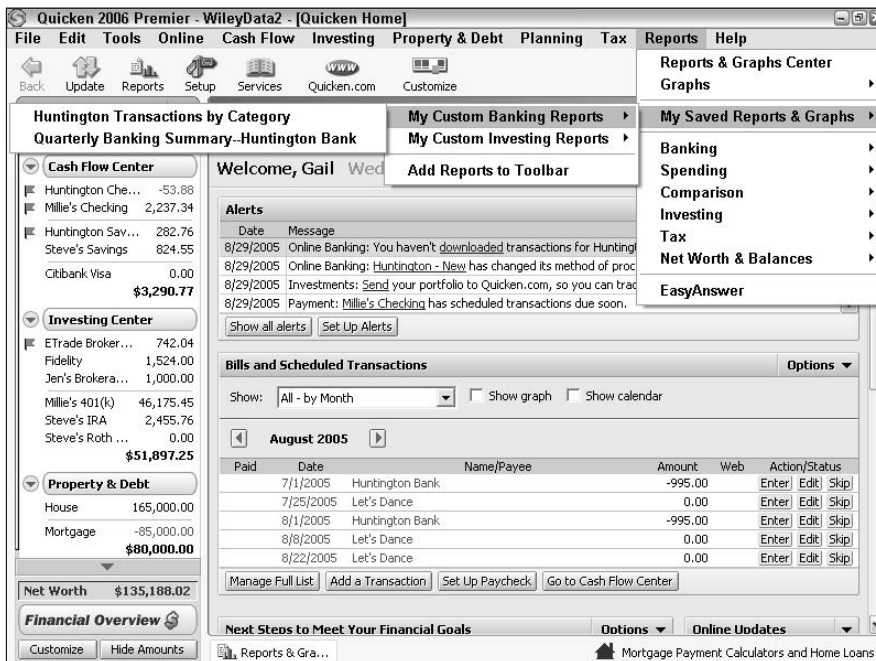 Quicken 2006 Premier - WileyData2 - [Quicken Home]
File Edit Tools Online Cash Flow Investing Property & Debt Planning Tax Reports Help
Back Update Reports Setup Services Quicken.com Customize
www
Reports & Graphs Center
Graphs
My Saved Reports & Graphs
Banking
Spending
Comparison
Investing
Tax
Net Worth & Balances
EasyAnswer
My Custom Banking Reports
My Custom Investing Reports
Add Reports to Toolbar
Huntington Transactions by Category
Quarterly Banking Summary--Huntington Bank
Cash Flow Center
Huntington Che... -53.88
Millie's Checking 2,237.34
Huntington Sav... 282.76
Steve's Savings 824.55
Citibank Visa 0.00
$3,290.77
Investing Center
ETrade Broker... 742.04
Fidelity 1,524.00
Jen's Brokera... 1,000.00
Millie's 401(k) 46,175.45
Steve's IRA 2,455.76
Steve's Roth ... 0.00
$51,897.25
Property & Debt
House 165,000.00
Mortgage -85,000.00
$80,000.00
Net Worth $135,188.02
Financial Overview
Customize Hide Amounts
Welcome, Gail Wed
Alerts
Date Message
8/29/2005 Online Banking: You haven't downloaded transactions for Hunting
8/29/2005 Online Banking: Huntington - New has changed its method of proc
8/29/2005 Investments: Send your portfolio to Quicken.com, so you can trac
8/29/2005 Payment: Millie's Checking has scheduled transactions due soon.
Show all alerts Set Up Alerts
Bills and Scheduled Transactions Options
Show: All - by Month Show graph Show calendar
August 2005
Paid Date Name/Payee Amount Web Action/Status
7/1/2005 Huntington Bank -995.00 Enter Edit Skip
7/25/2005 Let's Dance 0.00 Enter Edit Skip
8/1/2005 Huntington Bank -995.00 Enter Edit Skip
8/8/2005 Let's Dance 0.00 Enter Edit Skip
8/22/2005 Let's Dance 0.00 Enter Edit Skip
Manage Full List Add a Transaction Set Up Paycheck Go to Cash Flow Center
Next Steps to Meet Your Financial Goals Options Online Updates
Reports & Gra... Mortgage Payment Calculators and Home Loans